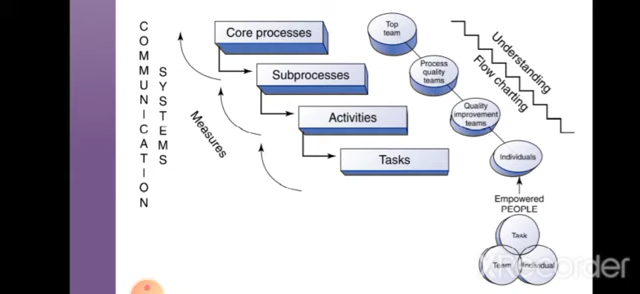 COMMUNICATION
SYSTEMS
Measures
Core processes
Subprocesses
Activities
Tasks
Top
team
Process
quality
teams
Quality
improvement
teams
Individuals
Understanding
Flow charting
Empowered
PEOPLE
Task
Team
Individual
XRecorder